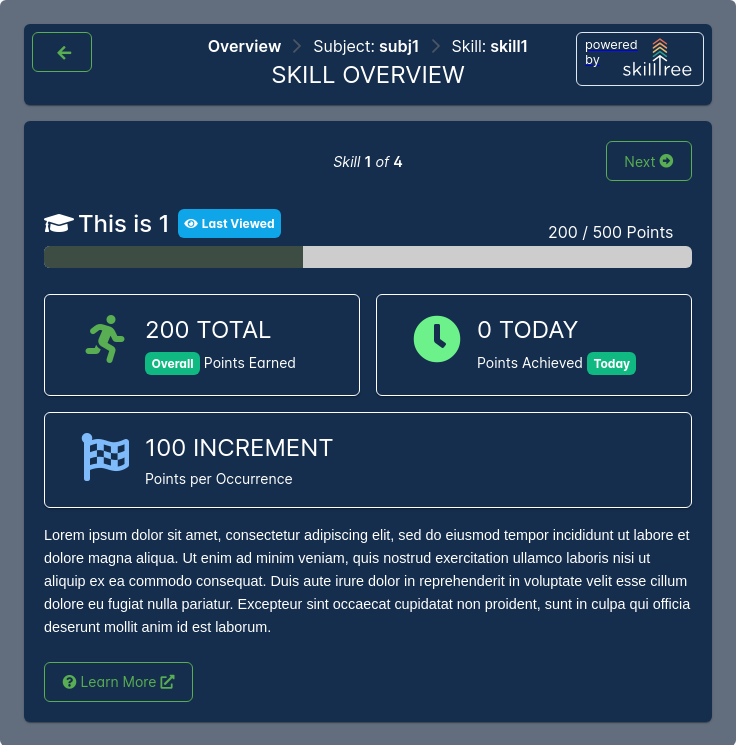 Overview Subject: subj1 Skill: skill1
SKILL OVERVIEW
powered
by
skilltree
Skill 1 of 4
Next
This is 1 Last Viewed
200 / 500 Points
200 TOTAL
Overall Points Earned
0 TODAY
Points Achieved Today
100 INCREMENT
Points per Occurrence
Lorem ipsum dolor sit amet, consectetur adipiscing elit, sed do eiusmod tempor incididunt ut labore et
dolore magna aliqua. Ut enim ad minim veniam, quis nostrud exercitation ullamco laboris nisi ut
aliquip ex ea commodo consequat. Duis aute irure dolor in reprehenderit in voluptate velit esse cillum
dolore eu fugiat nulla pariatur. Excepteur sint occaecat cupidatat non proident, sunt in culpa qui officia
deserunt mollit anim id est laborum.
Learn More